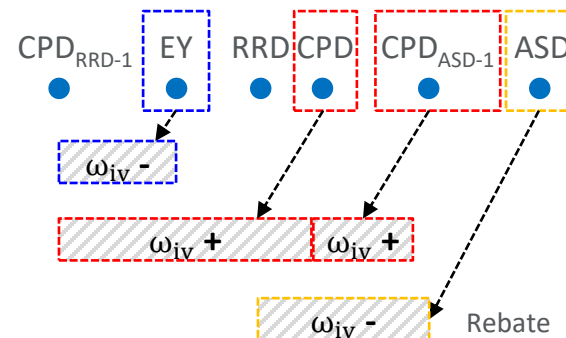 CPD_RRD-1 EY RRD CPD CPD_ASD-1 ASD
ω_iv -
ω_iv + ω_iv +
ω_iv - Rebate